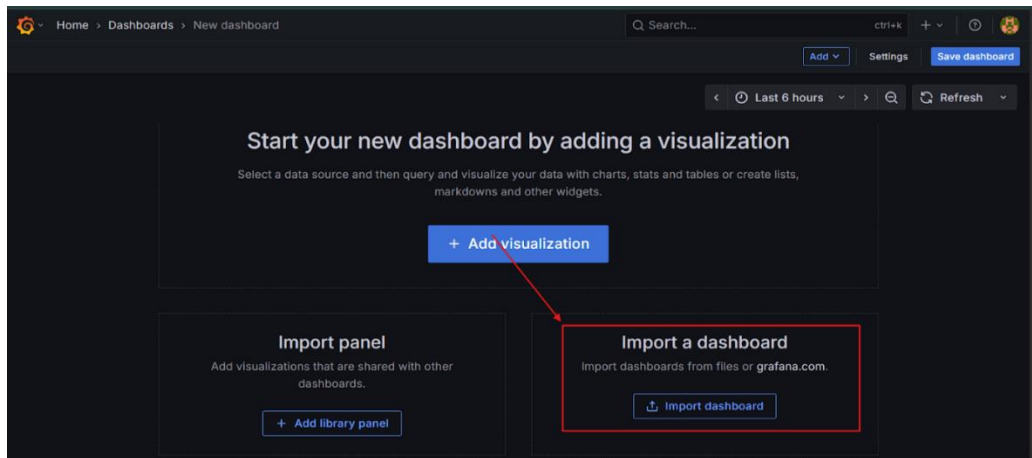 Home > Dashboards > New dashboard
Search...
ctrl+k
Add
Settings
Save dashboard
Last 6 hours
Refresh
Start your new dashboard by adding a visualization
Select a data source and then query and visualize your data with charts, stats and tables or create lists,
markdowns and other widgets.
+ Add visualization
Import panel
Add visualizations that are shared with other
dashboards.
+ Add library panel
Import a dashboard
Import dashboards from files or grafana.com.
Import dashboard